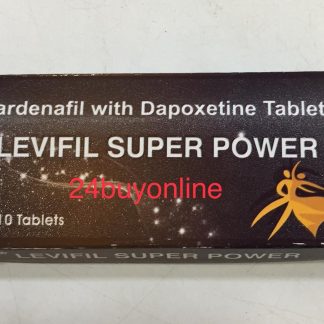 ardenafil with Dapoxetine Tablet
LEVIFIL SUPER POWER
24buyonline
10 Tablets
LEVIFIL SUPER POWER